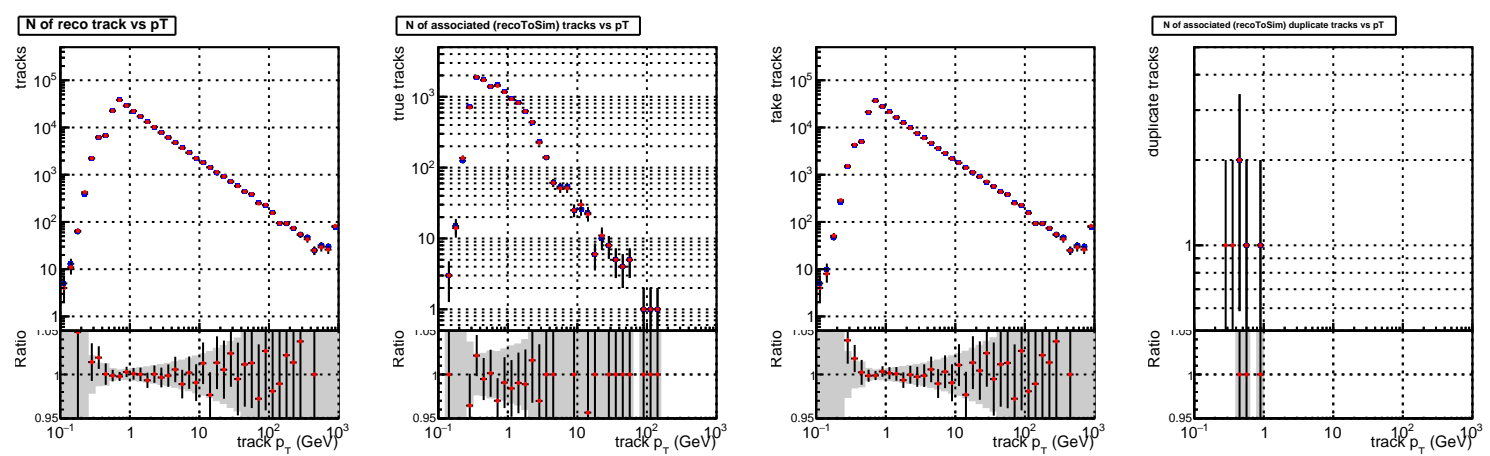 N of reco track vs pT
tracks
10^5
10^4
10^3
10^2
10
1
Ratio
1.05
1
0.95
10^-1 1 10 10^2 10^3
track p_T (GeV)
N of associated (recoToSim) tracks vs pT
true tracks
10^3
10^2
10
1
Ratio
1.05
1
0.95
10^-1 1 10 10^2 10^3
track p_T (GeV)
fake tracks
10^5
10^4
10^3
10^2
10
1
Ratio
1.05
1
0.95
10^-1 1 10 10^2 10^3
track p_T (GeV)
N of associated (recoToSim) duplicate tracks vs pT
duplicate tracks
1
Ratio
1.05
1
0.95
10^-1 1 10 10^2 10^3
track p_T (GeV)